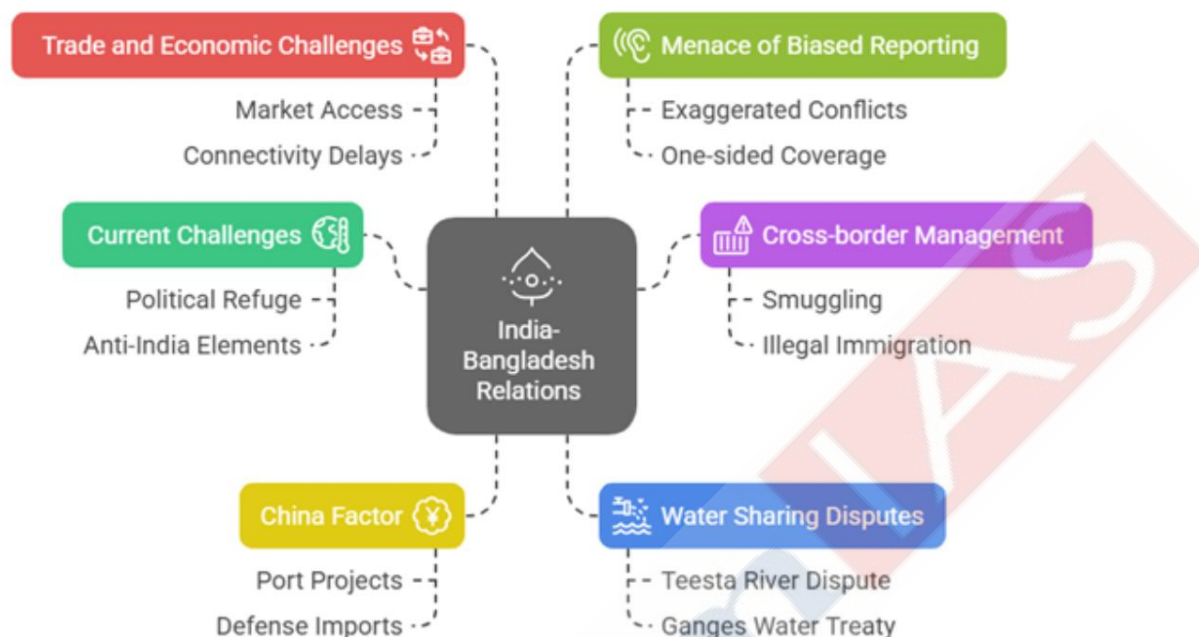 Trade and Economic Challenges
Market Access
Connectivity Delays
Menace of Biased Reporting
Exaggerated Conflicts
One-sided Coverage
Current Challenges
Political Refuge
Anti-India Elements
India-
Bangladesh
Relations
Cross-border Management
Smuggling
Illegal Immigration
China Factor
¥
Port Projects
Defense Imports
Water Sharing Disputes
Teesta River Dispute
Ganges Water Treaty
IAS